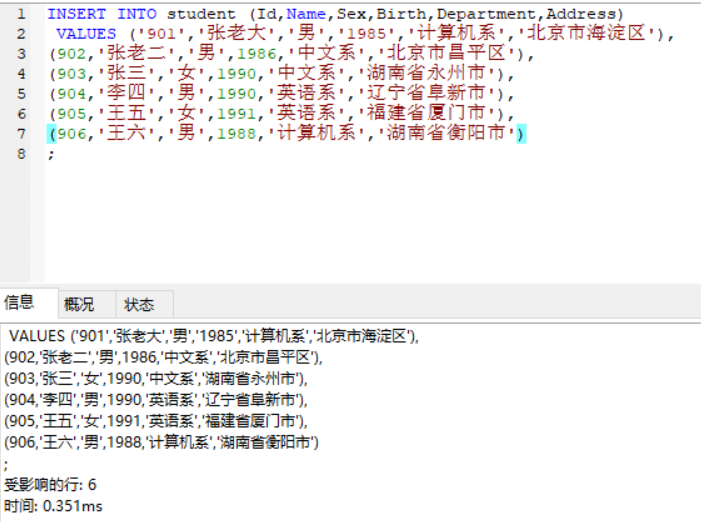 1 INSERT INTO student (Id,Name,Sex,Birth,Department,Address)
2 VALUES ('901','张老大','男','1985','计算机系','北京市海淀区'),
3 (902,'张老二','男',1986,'中文系','北京市昌平区'),
4 (903,'张三','女',1990,'中文系','湖南省永州市'),
5 (904,'李四','男',1990,'英语系','辽宁省阜新市'),
6 (905,'王五','女',1991,'英语系','福建省厦门市'),
7 (906,'王六','男',1988,'计算机系','湖南省衡阳市')
8 ;
信息 概况 状态
VALUES ('901','张老大','男','1985','计算机系','北京市海淀区'),
(902,'张老二','男',1986,'中文系','北京市昌平区'),
(903,'张三','女',1990,'中文系','湖南省永州市'),
(904,'李四','男',1990,'英语系','辽宁省阜新市'),
(905,'王五','女',1991,'英语系','福建省厦门市'),
(906,'王六','男',1988,'计算机系','湖南省衡阳市')
;
受影响的行: 6
时间: 0.351ms